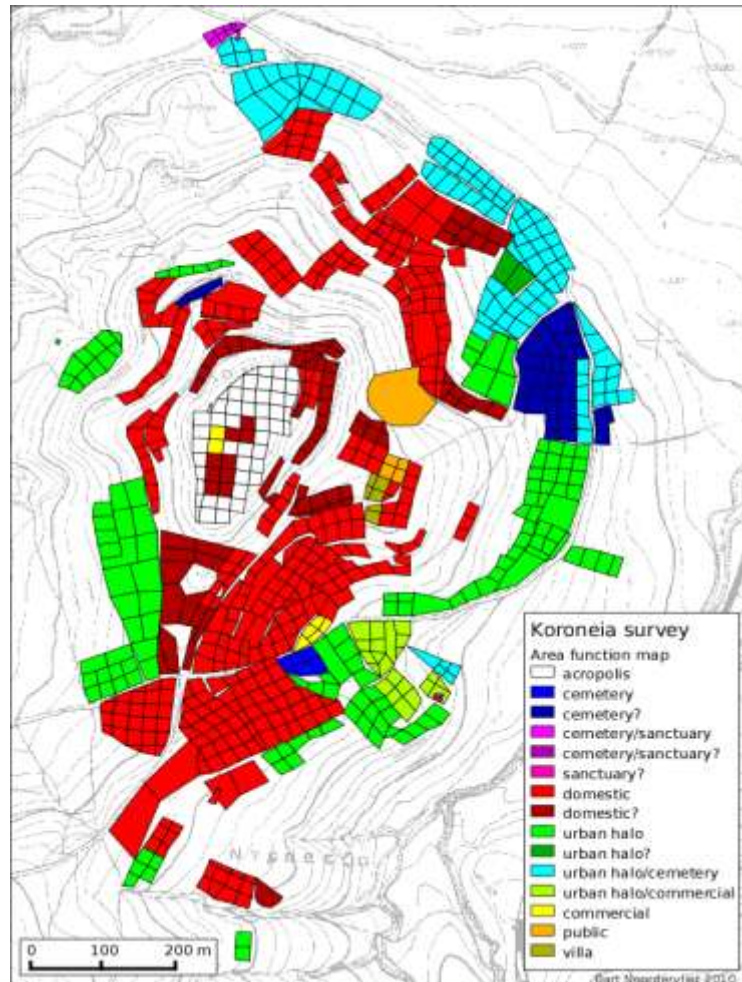 Koroneia survey
Area function map
acropolis
cemetery
cemetery?
cemetery/sanctuary
cemetery/sanctuary?
sanctuary?
domestic
domestic?
urban halo
urban halo?
urban halo/cemetery
urban halo/commercial
commercial
public
villa
0 100 200 m